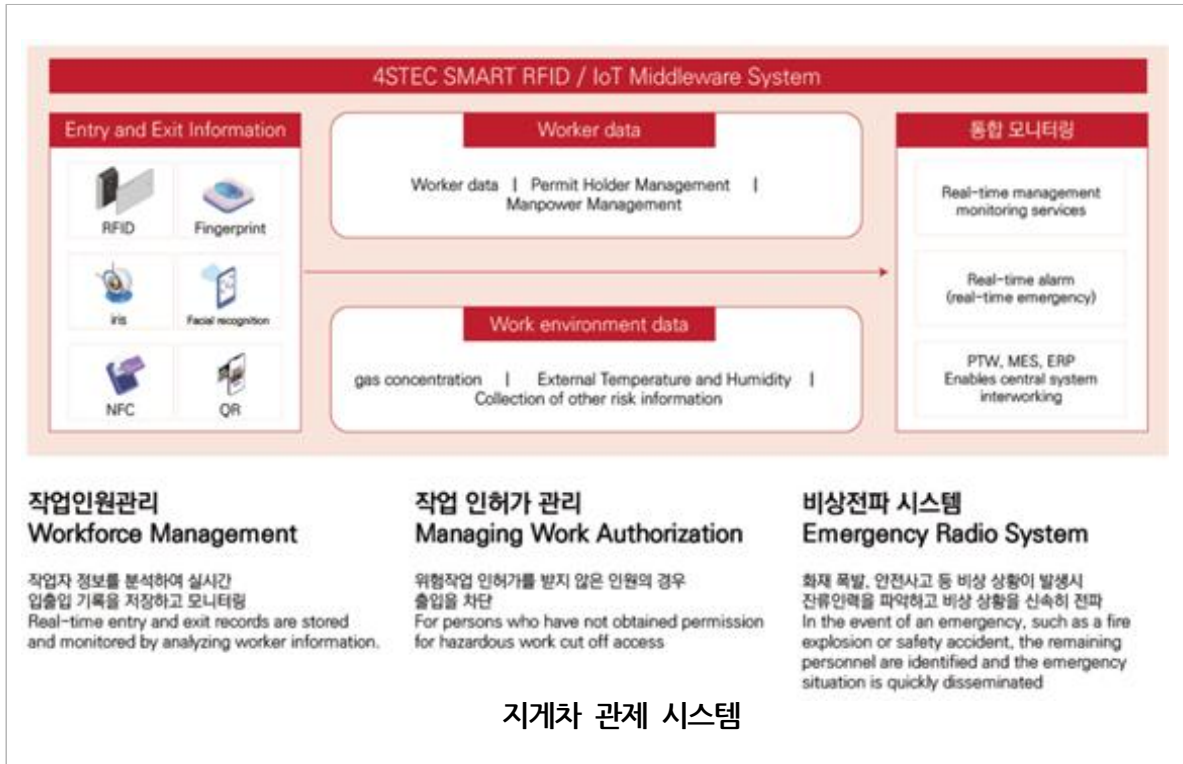 4STEC SMART RFID / IoT Middleware System
Entry and Exit Information
RFID
Fingerprint
iris
Facial recognition
NFC
QR
Worker data
Worker data | Permit Holder Management |
Manpower Management
Work environment data
gas concentration | External Temperature and Humidity |
Collection of other risk information
통합 모니터링
Real-time management
monitoring services
Real-time alarm
(real-time emergency)
PTW, MES, ERP
Enables central system
interworking
작업인원관리
Workforce Management
작업자 정보를 분석하여 실시간
입출입 기록을 저장하고 모니터링
Real-time entry and exit records are stored
and monitored by analyzing worker information.
작업 인허가 관리
Managing Work Authorization
위험작업 인허가를 받지 않은 인원의 경우
출입을 차단
For persons who have not obtained permission
for hazardous work cut off access
비상전파 시스템
Emergency Radio System
화재 폭발, 안전사고 등 비상 상황이 발생시
잔류인력을 파악하고 비상 상황을 신속히 전파
In the event of an emergency, such as a fire
explosion or safety accident, the remaining
personnel are identified and the emergency
situation is quickly disseminated
지게차 관제 시스템